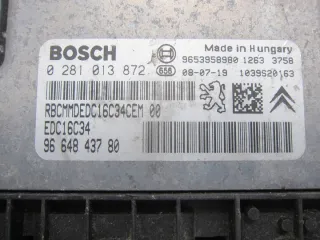 BOSCH
Made in Hungary
0 281 013 872
658
9653958980 1263 3758
08-07-19 1039S20163
RBCMMDEDC16C34CEM 00
EDC16C34
96 648 437 80